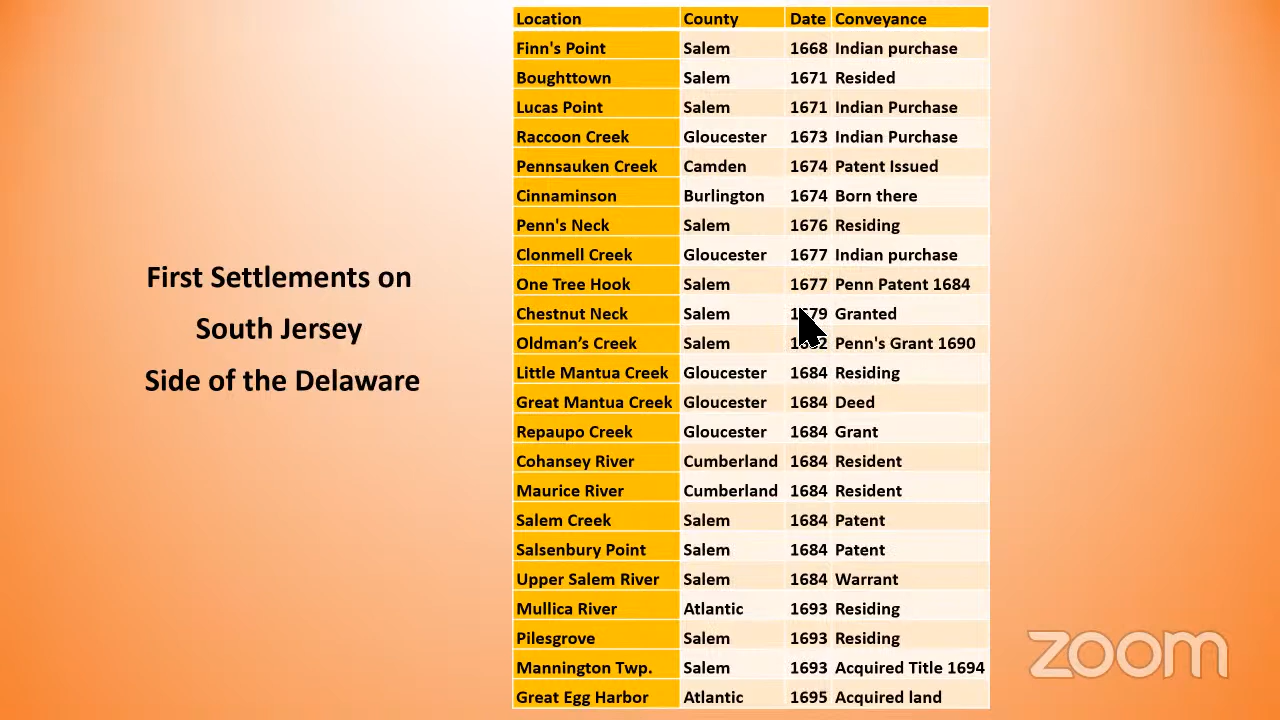 First Settlements on
South Jersey
Side of the Delaware
Location County Date Conveyance
Finn's Point Salem 1668 Indian purchase
Boughttown Salem 1671 Resided
Lucas Point Salem 1671 Indian Purchase
Raccoon Creek Gloucester 1673 Indian Purchase
Pennsauken Creek Camden 1674 Patent Issued
Cinnaminson Burlington 1674 Born there
Penn's Neck Salem 1676 Residing
Clonmell Creek Gloucester 1677 Indian purchase
One Tree Hook Salem 1677 Penn Patent 1684
Chestnut Neck Salem 1679 Granted
Oldman’s Creek Salem Penn's Grant 1690
Little Mantua Creek Gloucester 1684 Residing
Great Mantua Creek Gloucester 1684 Deed
Repaupo Creek Gloucester 1684 Grant
Cohansey River Cumberland 1684 Resident
Maurice River Cumberland 1684 Resident
Salem Creek Salem 1684 Patent
Salsenbury Point Salem 1684 Patent
Upper Salem River Salem 1684 Warrant
Mullica River Atlantic 1693 Residing
Pilesgrove Salem 1693 Residing
Mannington Twp. Salem 1693 Acquired Title 1694
Great Egg Harbor Atlantic 1695 Acquired land
zoom